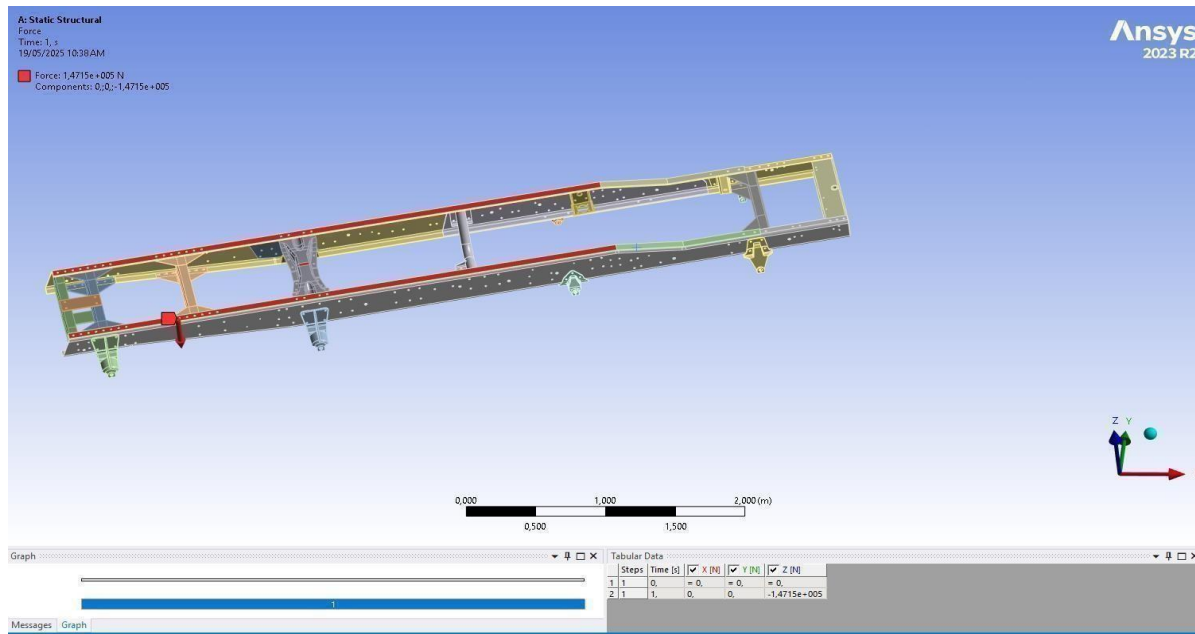 A: Static Structural
Force
Time: 1, s
19/05/2025 10:38 AM
Force: 1,4715e+005 N
Components: 0,;0,;-1,4715e+005
Ansys
2023 R2
Z Y
0,000 1,000 2,000 (m)
0,500 1,500
Graph
1
Messages Graph
Tabular Data
Steps Time [s] X [N] Y [N] Z [N]
1 1 0, = 0, = 0, = 0,
2 1 1, 0, 0, -1,4715e+005